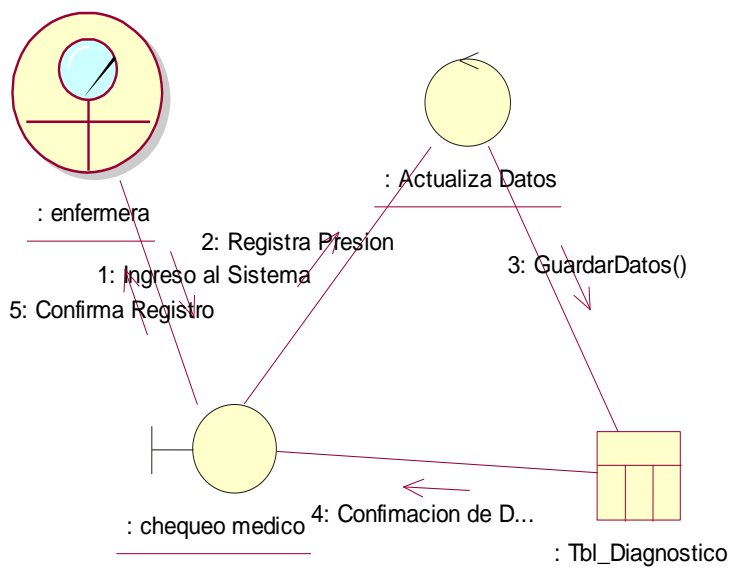 : Actualiza Datos
: enfermera
2: Registra Presion
1: Ingreso al Sistema
3: GuardarDatos()
5: Confirma Registro
: chequeo medico
4: Confimacion de D...
: Tbl_Diagnostico